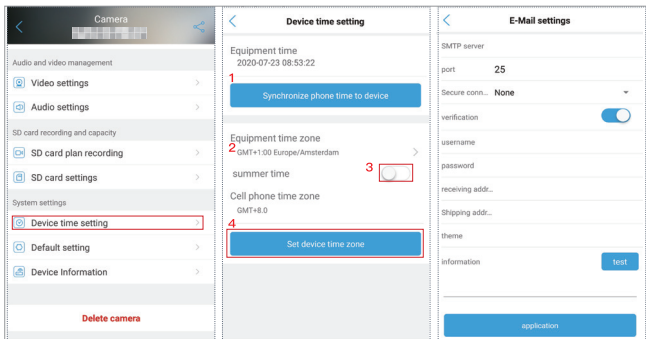 Camera
Audio and video management
Video settings
Audio settings
SD card recording and capacity
SD card plan recording
SD card settings
System settings
Device time setting
Default setting
Device Information
Delete camera
Device time setting
Equipment time
2020-07-23 08:53:22
1
Synchronize phone time to device
Equipment time zone
2
GMT+1:00 Europe/Amsterdam
summer time
3
Cell phone time zone
GMT+8.0
4
Set device time zone
E-Mail settings
SMTP server
port 25
Secure conn... None
verification
username
password
receiving addr...
Shipping addr...
theme
information test
application